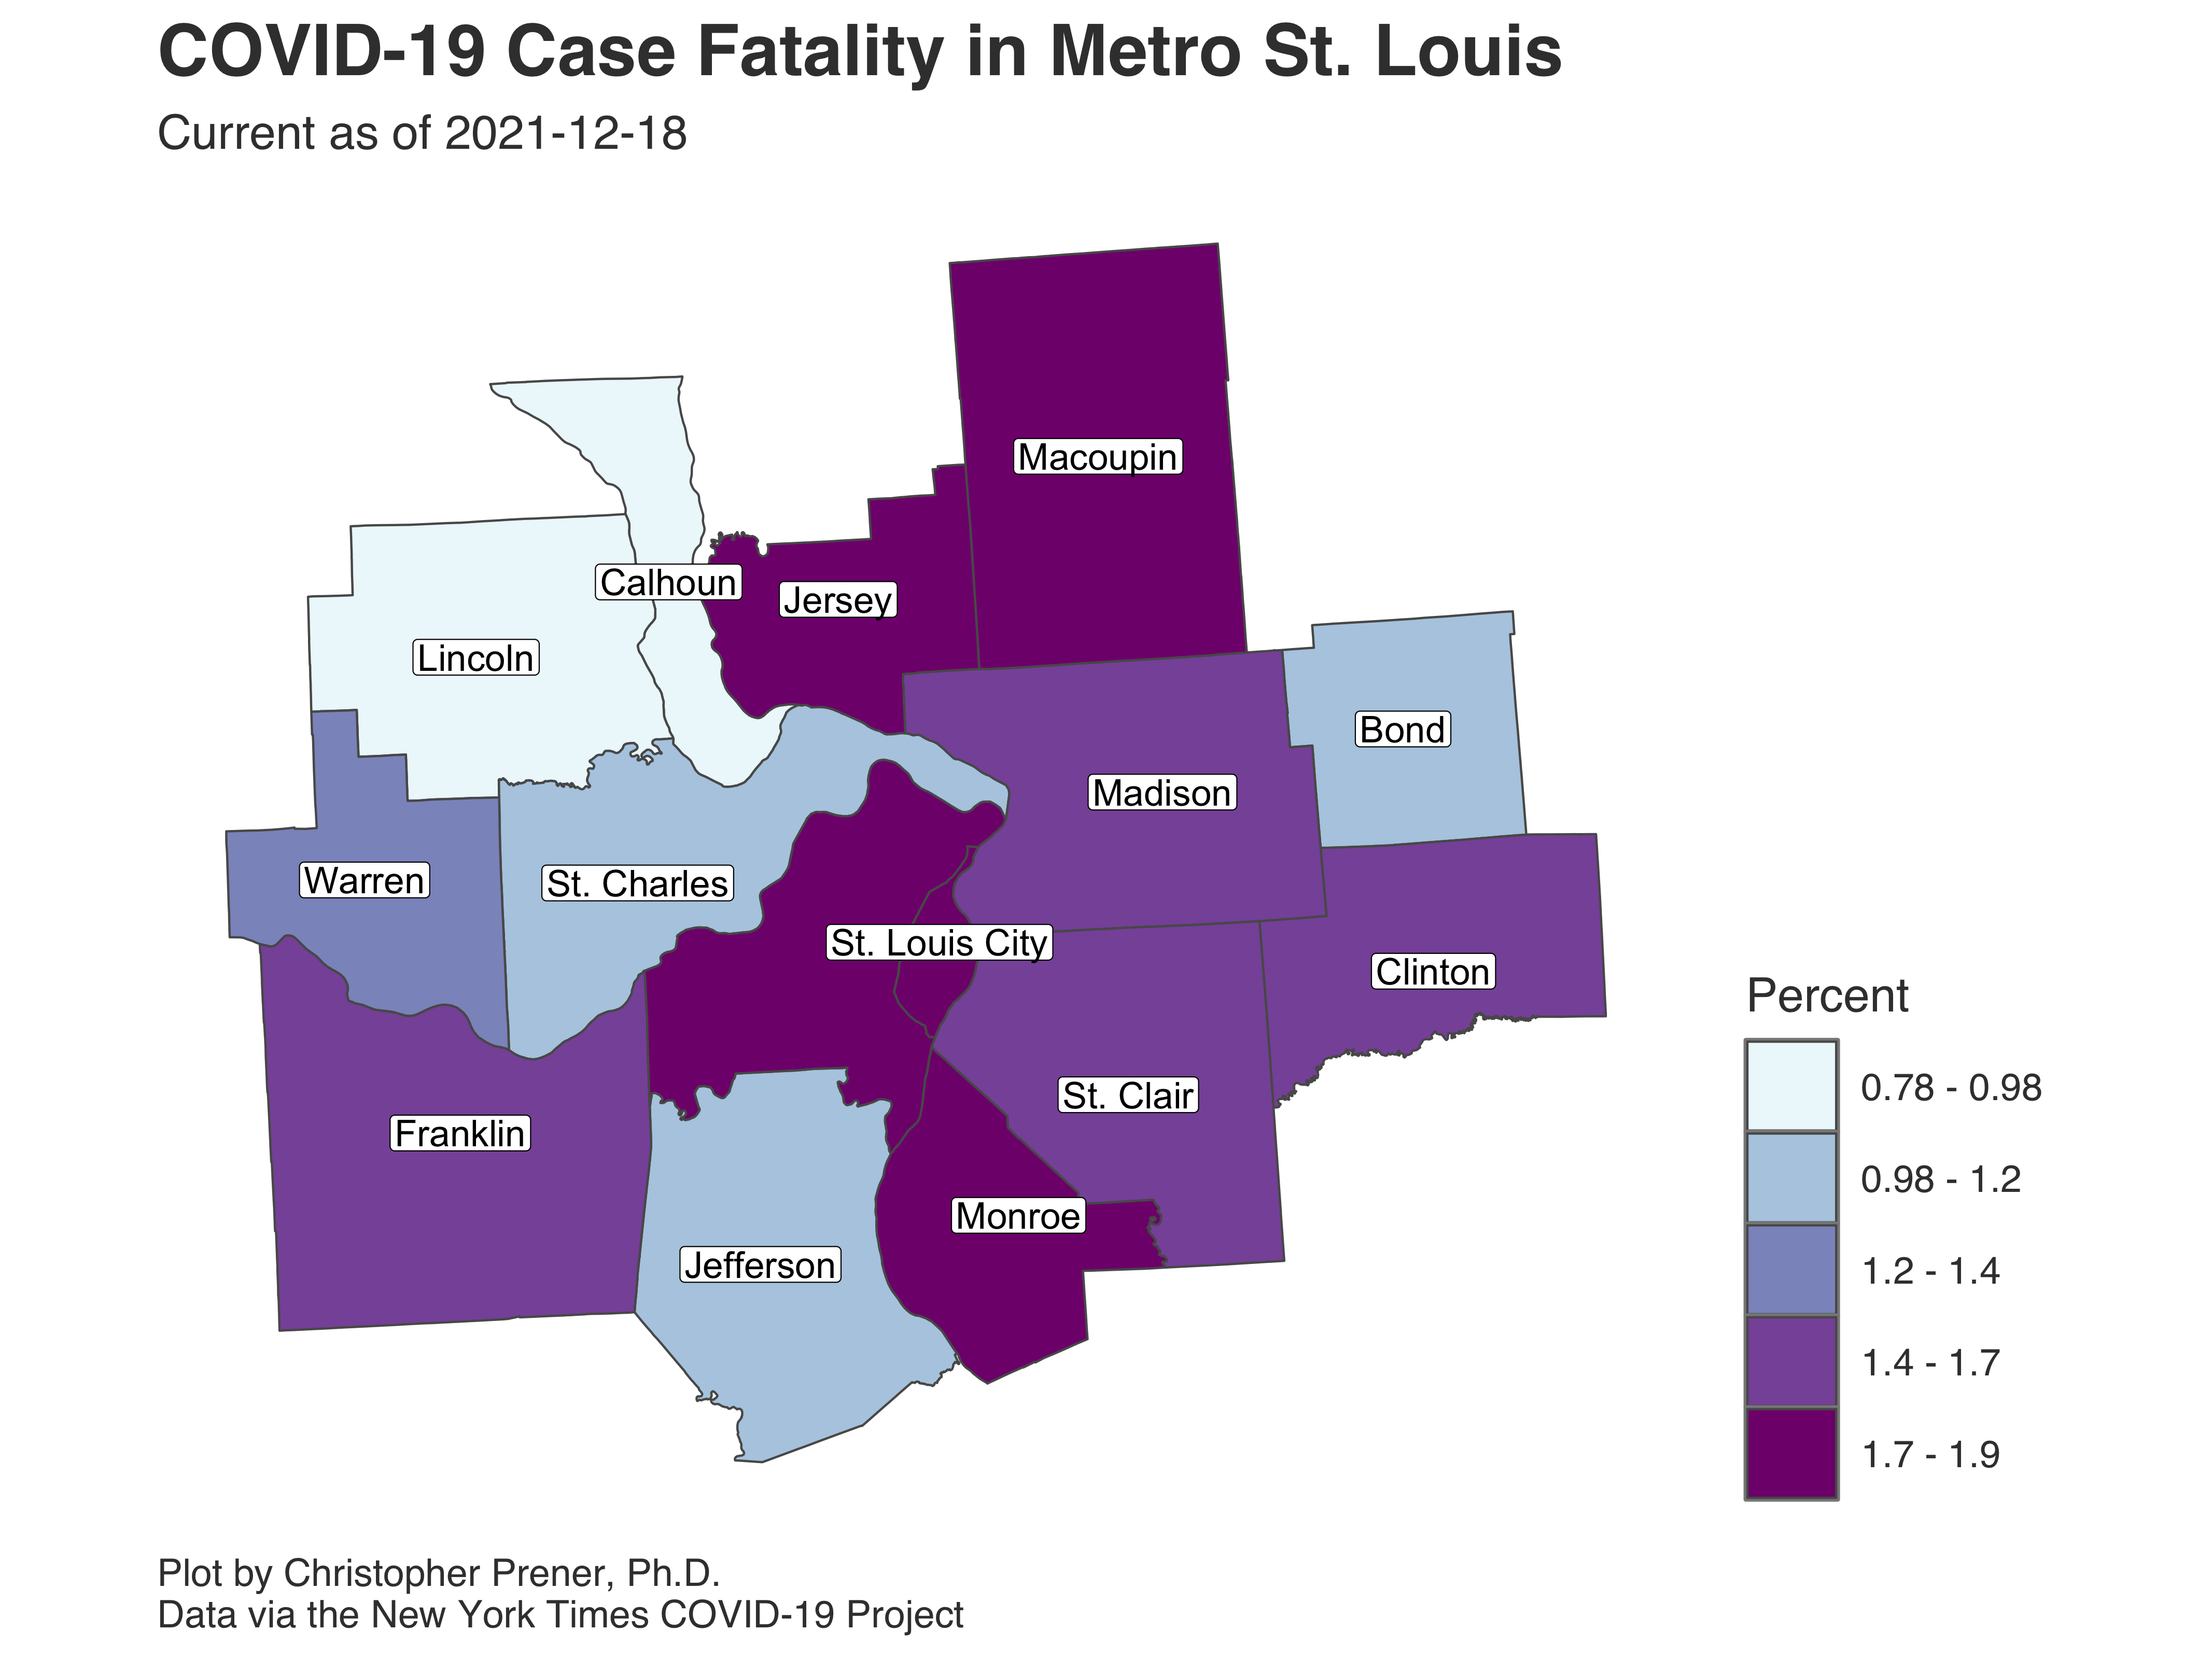 COVID-19 Case Fatality in Metro St. Louis
Current as of 2021-12-18
Macoupin
Calhoun
Jersey
Lincoln
Bond
Madison
Warren
St. Charles
St. Louis City
Clinton
St. Clair
Franklin
Monroe
Jefferson
Percent
0.78 - 0.98
0.98 - 1.2
1.2 - 1.4
1.4 - 1.7
1.7 - 1.9
Plot by Christopher Prener, Ph.D.
Data via the New York Times COVID-19 Project